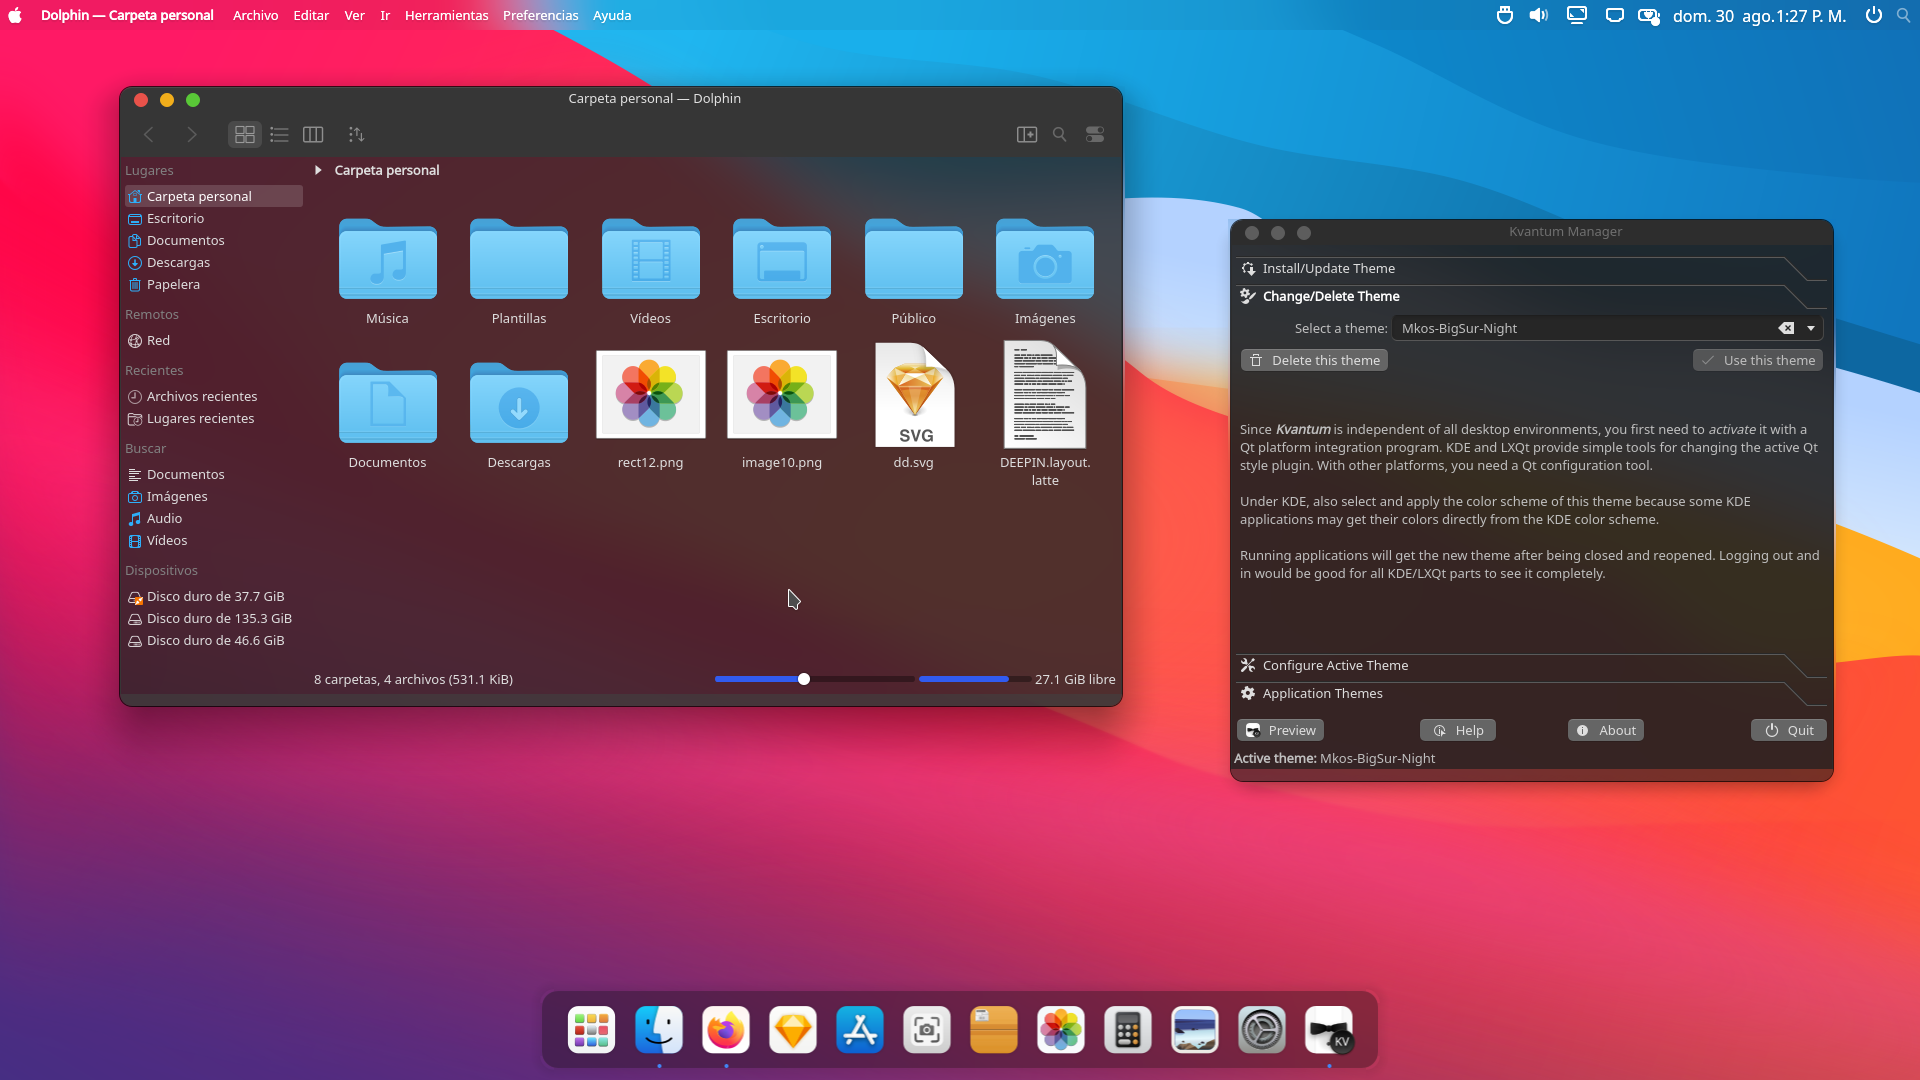 Dolphin — Carpeta personal Archivo Editar Ver Ir Herramientas Preferencias Ayuda
dom. 30 ago. 1:27 P. M.
Carpeta personal — Dolphin
Lugares
Carpeta personal
Escritorio
Documentos
Descargas
Papelera
Remotos
Red
Recientes
Archivos recientes
Lugares recientes
Buscar
Documentos
Imágenes
Audio
Vídeos
Dispositivos
Disco duro de 37.7 GiB
Disco duro de 135.3 GiB
Disco duro de 46.6 GiB
Carpeta personal
Música Plantillas Vídeos Escritorio Público Imágenes
SVG
Documentos Descargas rect12.png image10.png dd.svg DEEPIN.layout.
latte
8 carpetas, 4 archivos (531.1 KiB)
27.1 GiB libre
Kvantum Manager
Install/Update Theme
Change/Delete Theme
Select a theme: Mkos-BigSur-Night
Delete this theme Use this theme
Since Kvantum is independent of all desktop environments, you first need to activate it with a
Qt platform integration program. KDE and LXQt provide simple tools for changing the active Qt
style plugin. With other platforms, you need a Qt configuration tool.
Under KDE, also select and apply the color scheme of this theme because some KDE
applications may get their colors directly from the KDE color scheme.
Running applications will get the new theme after being closed and reopened. Logging out and
in would be good for all KDE/LXQt parts to see it completely.
Configure Active Theme
Application Themes
Preview Help About Quit
Active theme: Mkos-BigSur-Night
KV